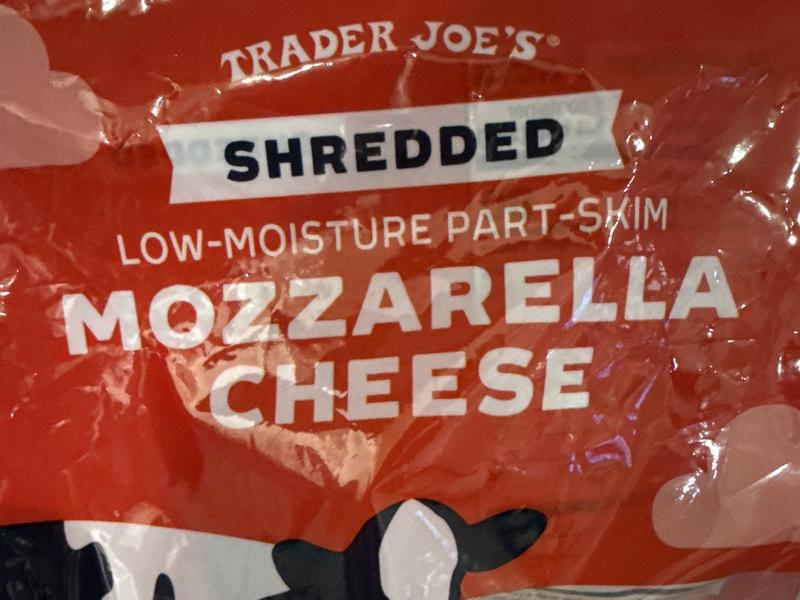 TRADER JOE'S
SHREDDED
LOW-MOISTURE PART-SKIM
MOZZARELLA
CHEESE